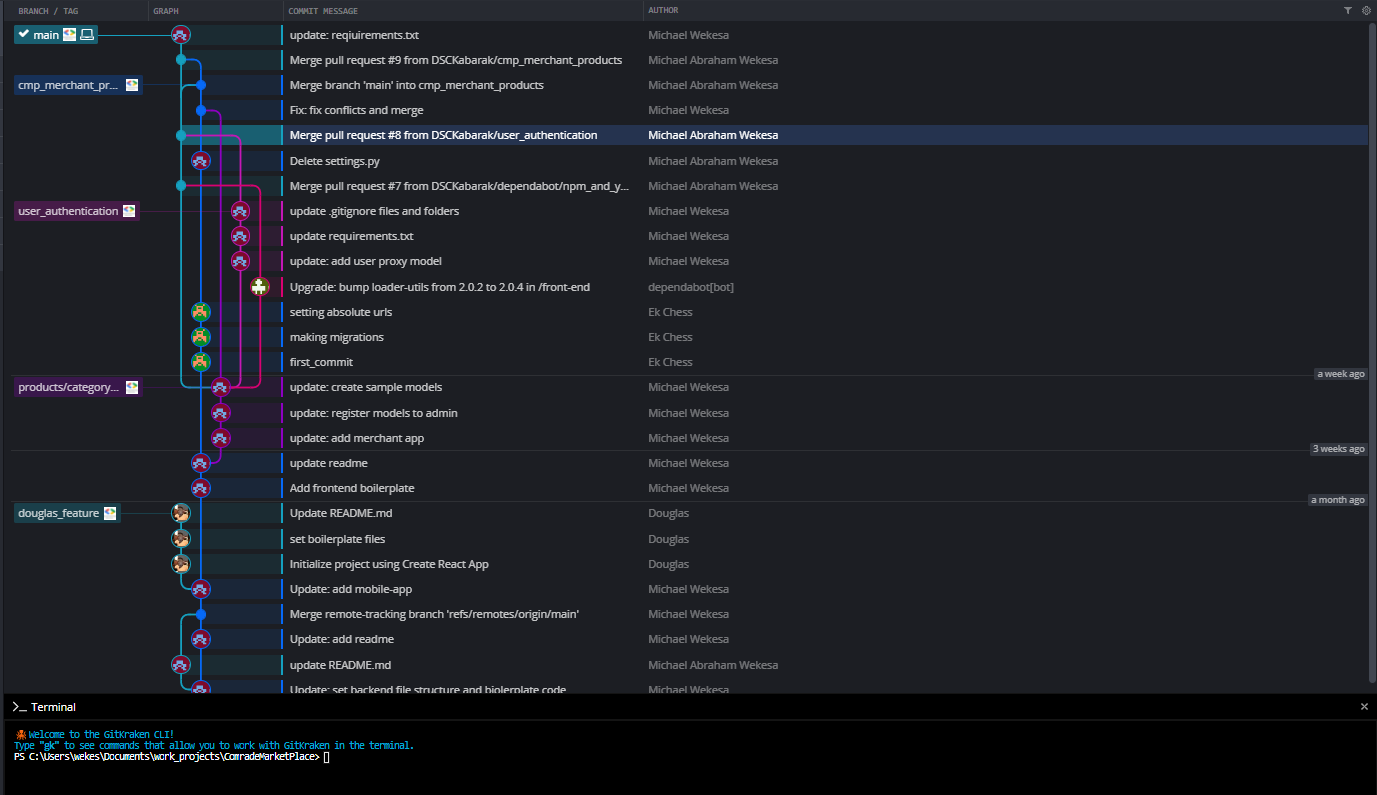 BRANCH / TAG GRAPH COMMIT MESSAGE AUTHOR
main update: reqiuirements.txt Michael Wekesa
Merge pull request #9 from DSCKabarak/cmp_merchant_products Michael Abraham Wekesa
cmp_merchant_pr... Merge branch 'main' into cmp_merchant_products Michael Abraham Wekesa
Fix: fix conflicts and merge Michael Wekesa
Merge pull request #8 from DSCKabarak/user_authentication Michael Abraham Wekesa
Delete settings.py Michael Abraham Wekesa
Merge pull request #7 from DSCKabarak/dependabot/npm_and_y... Michael Abraham Wekesa
user_authentication update .gitignore files and folders Michael Wekesa
update requirements.txt Michael Wekesa
update: add user proxy model Michael Wekesa
Upgrade: bump loader-utils from 2.0.2 to 2.0.4 in /front-end dependabot[bot]
setting absolute urls Ek Chess
making migrations Ek Chess
first_commit Ek Chess
a week ago
products/category... update: create sample models Michael Wekesa
update: register models to admin Michael Wekesa
update: add merchant app Michael Wekesa
3 weeks ago
update readme Michael Wekesa
Add frontend boilerplate Michael Wekesa
a month ago
douglas_feature Update README.md Douglas
set boilerplate files Douglas
Initialize project using Create React App Douglas
Update: add mobile-app Michael Wekesa
Merge remote-tracking branch 'refs/remotes/origin/main' Michael Wekesa
Update: add readme Michael Wekesa
update README.md Michael Abraham Wekesa
Update: set backend file structure and biolerplate code Michael Wekesa
>_ Terminal
Welcome to the GitKraken CLI!
Type "gk" to see commands that allow you to work with GitKraken in the terminal.
PS C:\Users\wekes\Documents\work_projects\ComradeMarketPlace>